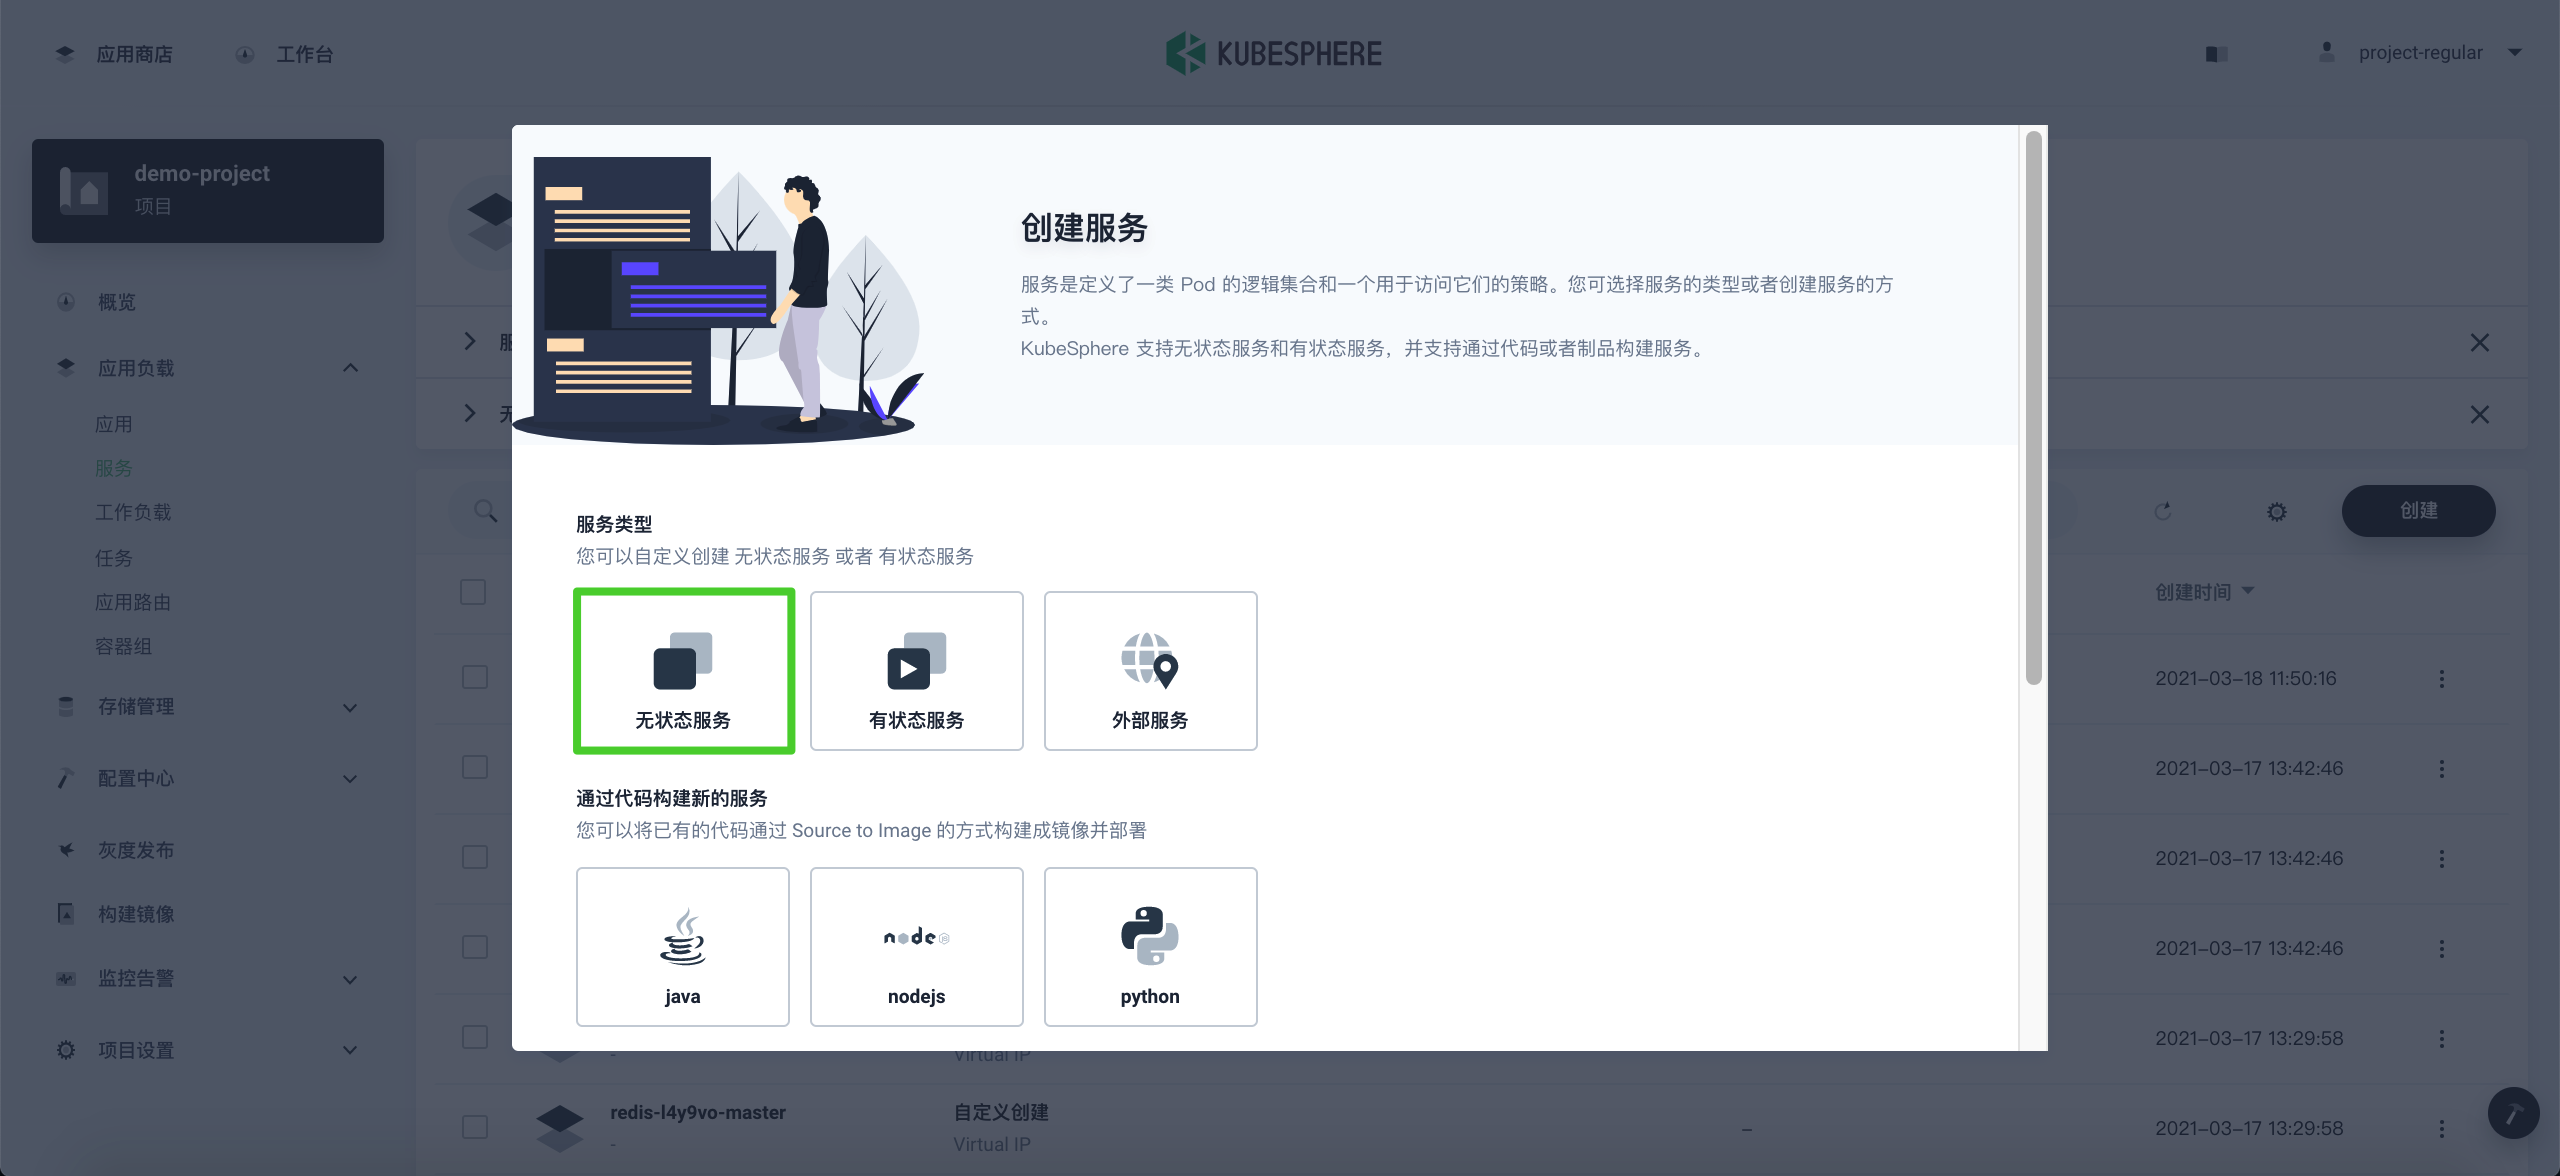 应用商店
工作台
KUBESPHERE
project-regular
demo-project
项目
概览
应用负载
应用
服务
工作负载
任务
应用路由
容器组
存储管理
配置中心
灰度发布
构建镜像
监控告警
项目设置
创建服务
服务是定义了一类 Pod 的逻辑集合和一个用于访问它们的策略。您可选择服务的类型或者创建服务的方
式。
KubeSphere 支持无状态服务和有状态服务，并支持通过代码或者制品构建服务。
服务类型
您可以自定义创建 无状态服务 或者 有状态服务
无状态服务
有状态服务
外部服务
通过代码构建新的服务
您可以将已有的代码通过 Source to Image 的方式构建成镜像并部署
java
node
nodejs
python
创建
创建时间
2021-03-18 11:50:16
2021-03-17 13:42:46
2021-03-17 13:42:46
2021-03-17 13:42:46
-
Virtual IP
2021-03-17 13:29:58
redis-l4y9vo-master
-
自定义创建
Virtual IP
–
2021-03-17 13:29:58